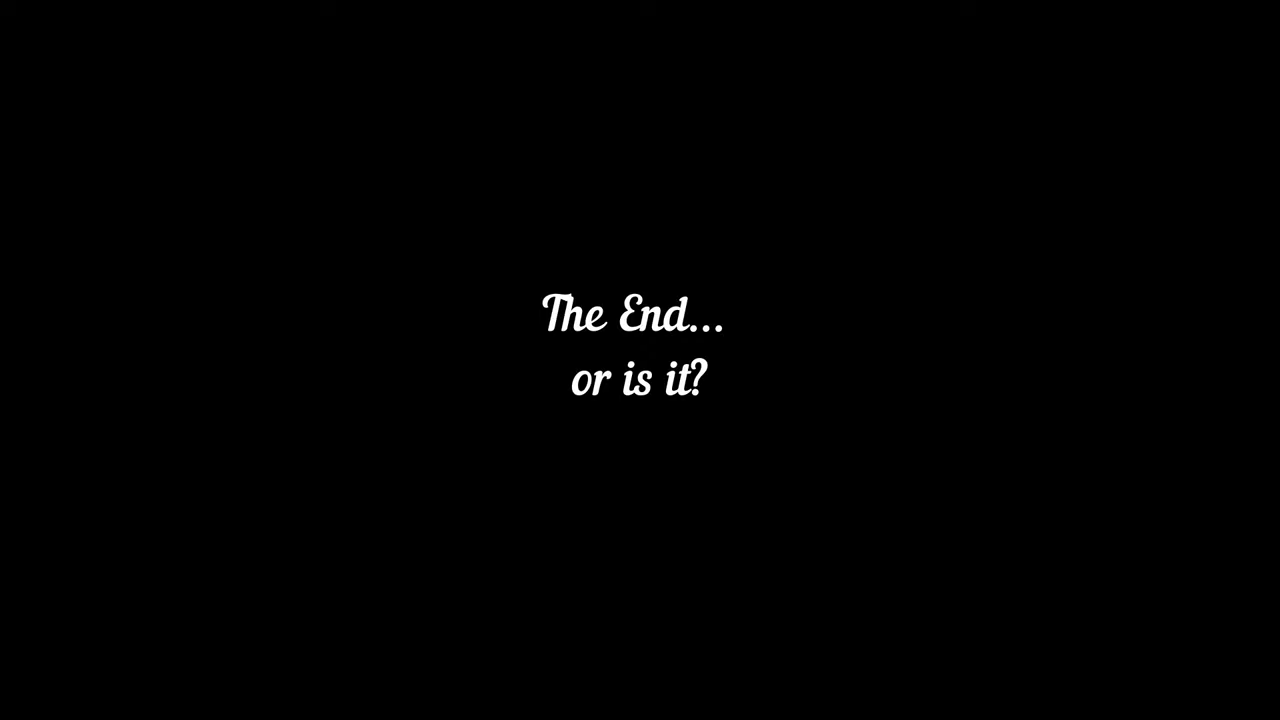 The End...
or is it?